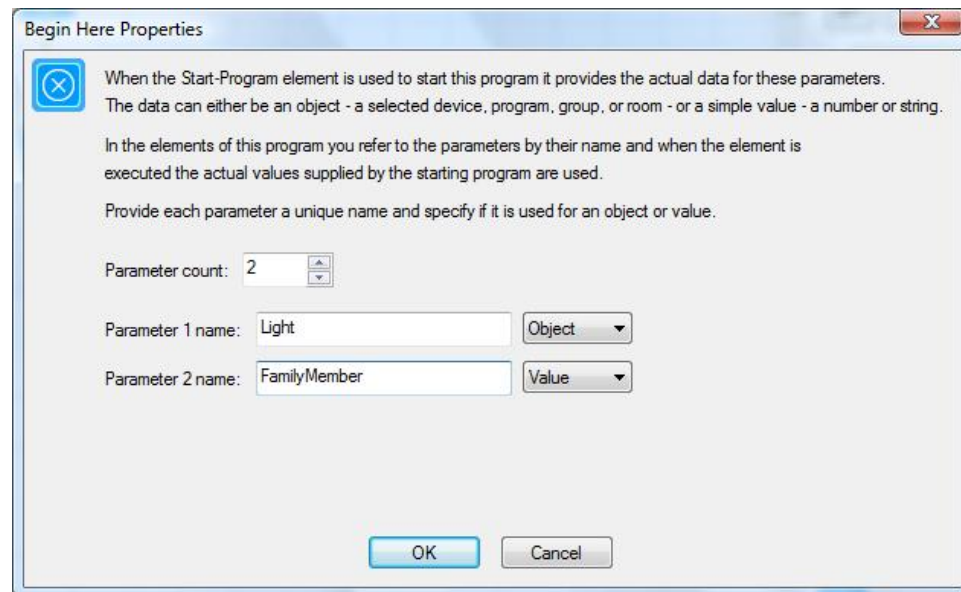 Begin Here Properties
When the Start-Program element is used to start this program it provides the actual data for these parameters.
The data can either be an object - a selected device, program, group, or room - or a simple value - a number or string.
In the elements of this program you refer to the parameters by their name and when the element is
executed the actual values supplied by the starting program are used.
Provide each parameter a unique name and specify if it is used for an object or value.
Parameter count: 2
Parameter 1 name: Light Object
Parameter 2 name: FamilyMember Value
OK Cancel